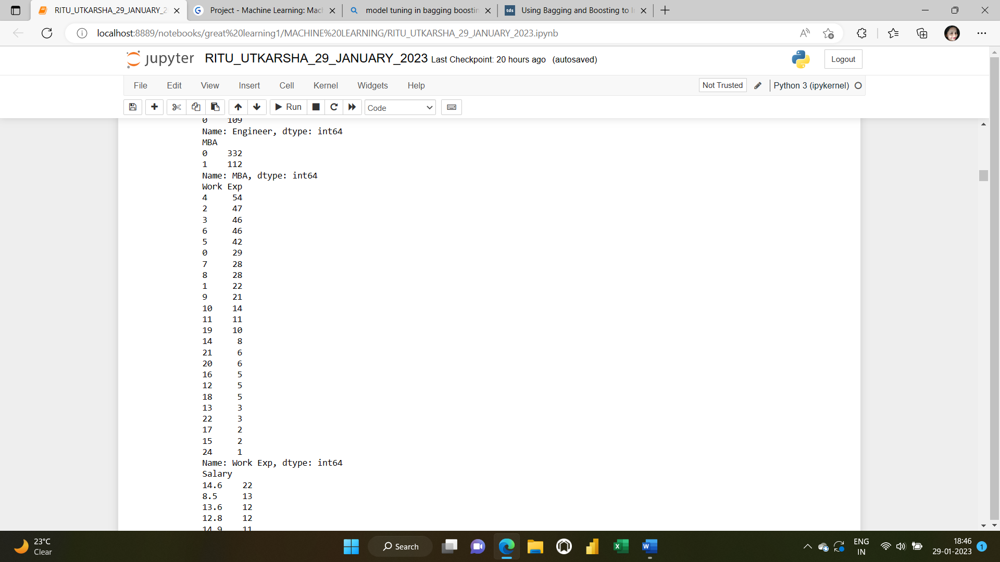 RITU_UTKARSHA_29_JANUARY_2
Project - Machine Learning: Mach
model tuning in bagging boostin
tds Using Bagging and Boosting to I
localhost:8889/notebooks/great%20learning1/MACHINE%20LEARNING/RITU_UTKARSHA_29_JANUARY_2023.ipynb
jupyter RITU_UTKARSHA_29_JANUARY_2023 Last Checkpoint: 20 hours ago (autosaved)
Logout
File Edit View Insert Cell Kernel Widgets Help
Not Trusted Python 3 (ipykernel)
Run Code
0 109
Name: Engineer, dtype: int64
MBA
0 332
1 112
Name: MBA, dtype: int64
Work Exp
4 54
2 47
3 46
6 46
5 42
0 29
7 28
8 28
1 22
9 21
10 14
11 11
19 10
14 8
21 6
20 6
16 5
12 5
18 5
13 3
22 3
17 2
15 2
24 1
Name: Work Exp, dtype: int64
Salary
14.6 22
8.5 13
13.6 12
12.8 12
14.9 11
23°C
Clear
Search
ENG
IN
18:46
29-01-2023
1